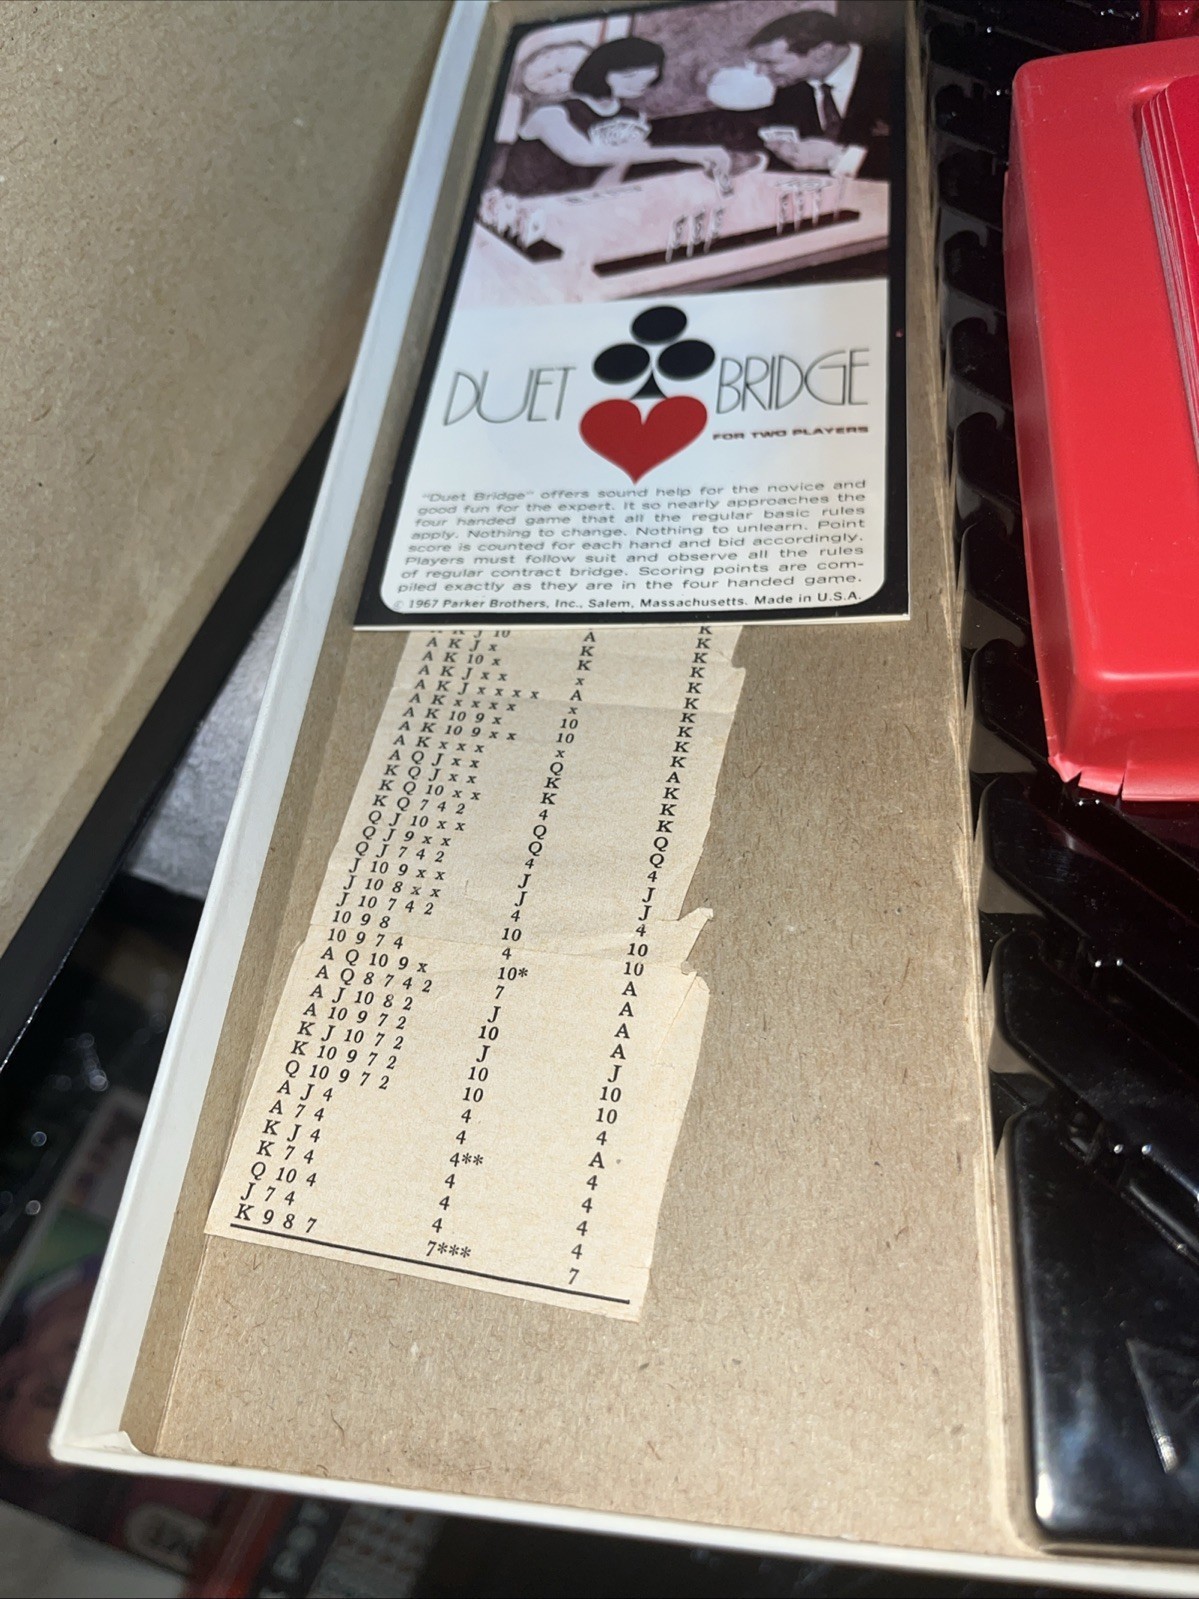 DUET BRIDGE
FOR TWO PLAYERS
"Duet Bridge" offers sound help for the novice and
good fun for the expert. It so nearly approaches the
four handed game that all the regular basic rules
apply. Nothing to change. Nothing to unlearn. Point
score is counted for each hand and bid accordingly.
Players must follow suit and observe all the rules
of regular contract bridge. Scoring points are com-
piled exactly as they are in the four handed game.
© 1967 Parker Brothers, Inc., Salem, Massachusetts. Made in U.S.A.
K J 10 A K
A K J x K K
A K 10 x K K
A K J x x x K
A K J x x x x A K
A K x x x x x K
A K 10 9 x 10 K
A K 10 9 x x 10 K
A K x x x x K
A Q J x x Q A
K Q J x x K K
K Q 10 x x K K
K Q 7 4 2 4 K
Q J 10 x x Q Q
Q J 9 x x Q Q
Q J 7 4 2 4 4
J 10 9 x x J J
J 10 8 x x J J
J 10 7 4 2 4 4
10 9 8 10 10
10 9 7 4 4 10
A Q 10 9 x 10* A
A Q 8 7 4 2 7 A
A J 10 8 2 J A
A 10 9 7 2 10 A
K J 10 7 2 J J
K 10 9 7 2 10 10
Q 10 9 7 2 10 10
A J 4 4 4
A 7 4 4 A
K J 4 4** 4
K 7 4 4 4
Q 10 4 4 4
J 7 4 4 4
K 9 8 7 7*** 7